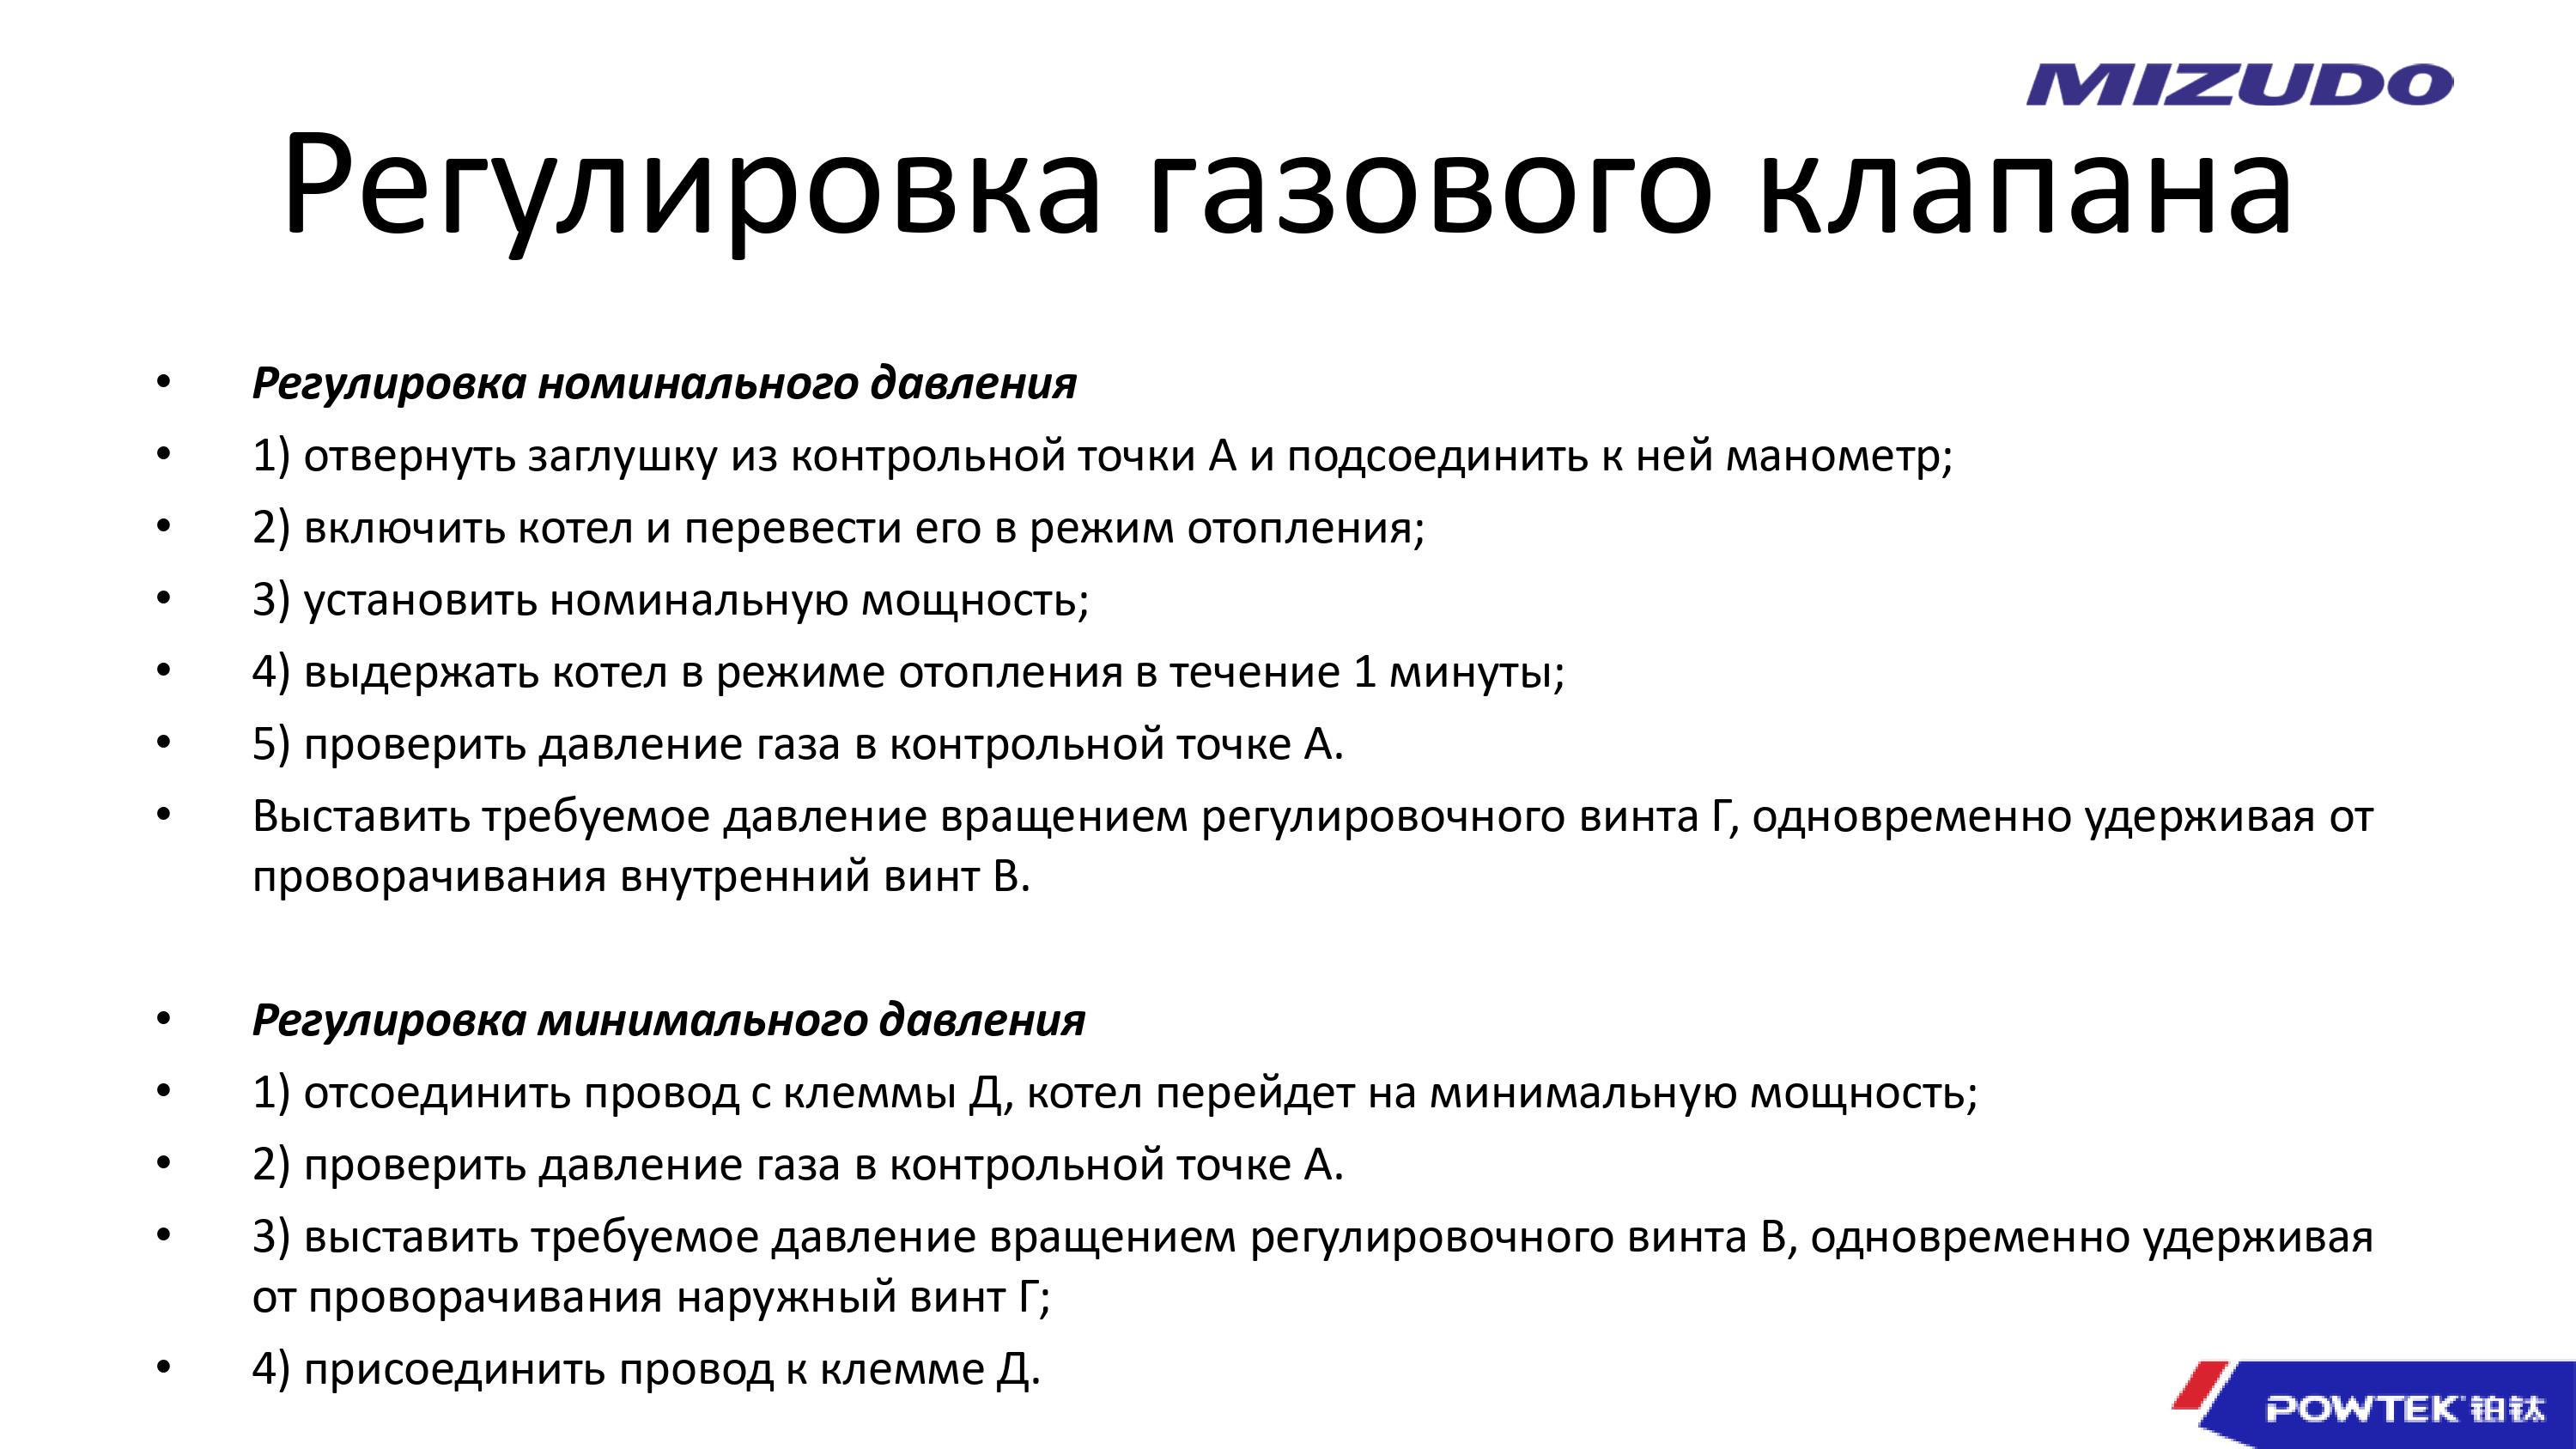 MIZUDO
Регулировка газового клапана
• Регулировка номинального давления
• 1) отвернуть заглушку из контрольной точки А и подсоединить к ней манометр;
• 2) включить котел и перевести его в режим отопления;
• 3) установить номинальную мощность;
• 4) выдержать котел в режиме отопления в течение 1 минуты;
• 5) проверить давление газа в контрольной точке А.
• Выставить требуемое давление вращением регулировочного винта Г, одновременно удерживая от
проворачивания внутренний винт В.
• Регулировка минимального давления
• 1) отсоединить провод с клеммы Д, котел перейдет на минимальную мощность;
• 2) проверить давление газа в контрольной точке А.
• 3) выставить требуемое давление вращением регулировочного винта В, одновременно удерживая
от проворачивания наружный винт Г;
• 4) присоединить провод к клемме Д.
POWTEK 铂钛